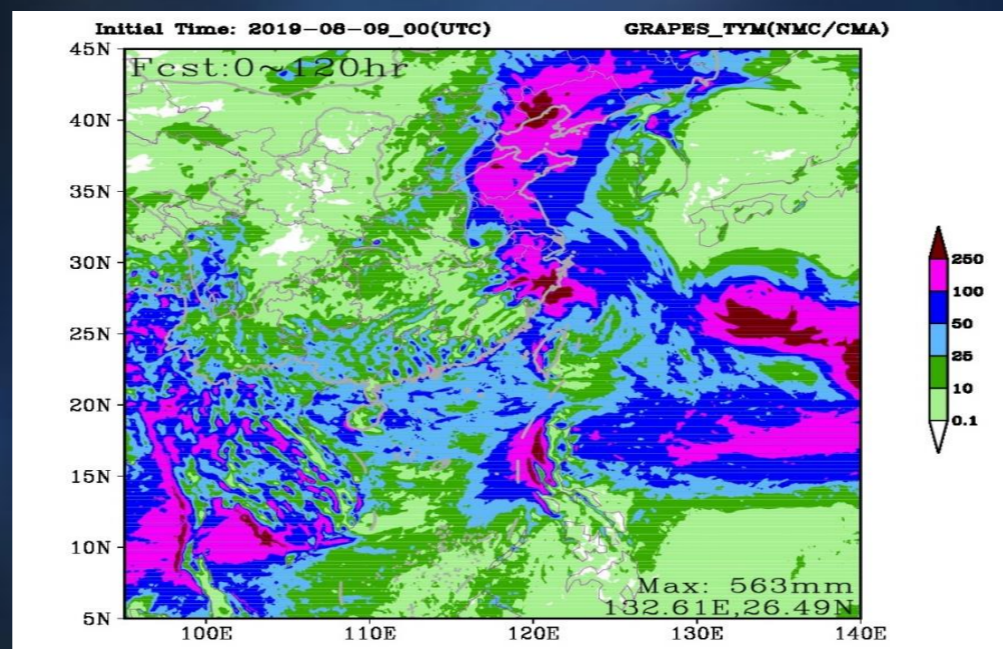 Initial Time: 2019-08-09_00(UTC) GRAPES_TYM(NMC/CMA)
Fcst:0~120hr
45N
40N
35N
30N
25N
20N
15N
10N
5N
100E 110E 120E 130E 140E
250
100
50
25
10
0.1
Max: 563mm
132.61E,26.49N